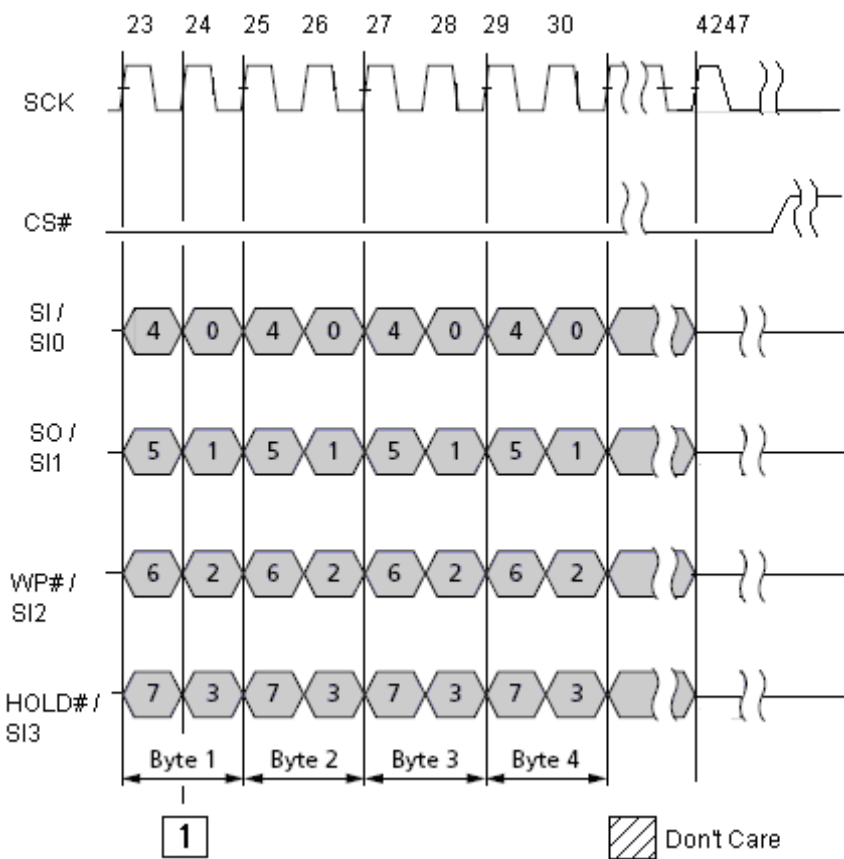 23 24 25 26 27 28 29 30 4247
SCK
CS#
SI /
SI0
4 0 4 0 4 0 4 0
SO /
SI1
5 1 5 1 5 1 5 1
WP# /
SI2
6 2 6 2 6 2 6 2
HOLD# /
SI3
7 3 7 3 7 3 7 3
Byte 1 Byte 2 Byte 3 Byte 4
1
Don't Care